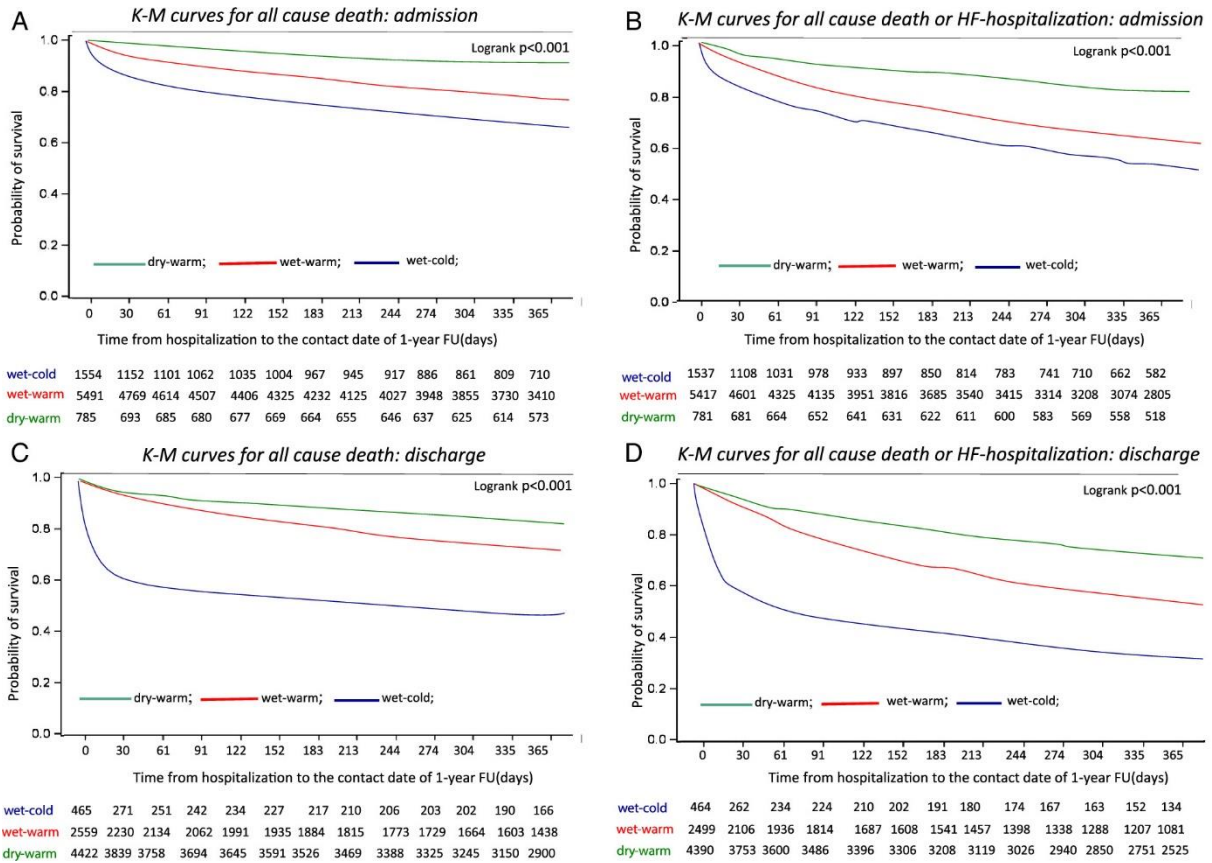 A
K-M curves for all cause death: admission
Logrank p<0.001
Probability of survival
1.0
0.8
0.6
0.4
0.2
0.0
dry-warm; wet-warm; wet-cold;
0 30 61 91 122 152 183 213 244 274 304 335 365
Time from hospitalization to the contact date of 1-year FU(days)
wet-cold 1554 1152 1101 1062 1035 1004 967 945 917 886 861 809 710
wet-warm 5491 4769 4614 4507 4406 4325 4232 4125 4027 3948 3855 3730 3410
dry-warm 785 693 685 680 677 669 664 655 646 637 625 614 573
B
K-M curves for all cause death or HF-hospitalization: admission
Logrank p<0.001
Probability of survival
1.0
0.8
0.6
0.4
0.2
0.0
dry-warm; wet-warm; wet-cold;
0 30 61 91 122 152 183 213 244 274 304 335 365
Time from hospitalization to the contact date of 1-year FU(days)
wet-cold 1537 1108 1031 978 933 897 850 814 783 741 710 662 582
wet-warm 5417 4601 4325 4135 3951 3816 3685 3540 3415 3314 3208 3074 2805
dry-warm 781 681 664 652 641 631 622 611 600 583 569 558 518
C
K-M curves for all cause death: discharge
Logrank p<0.001
Probability of survival
1.0
0.8
0.6
0.4
0.2
0.0
dry-warm; wet-warm; wet-cold;
0 30 61 91 122 152 183 213 244 274 304 335 365
Time from hospitalization to the contact date of 1-year FU(days)
wet-cold 465 271 251 242 234 227 217 210 206 203 202 190 166
wet-warm 2559 2230 2134 2062 1991 1935 1884 1815 1773 1729 1664 1603 1438
dry-warm 4422 3839 3758 3694 3645 3591 3526 3469 3388 3325 3245 3150 2900
D
K-M curves for all cause death or HF-hospitalization: discharge
Logrank p<0.001
Probability of survival
1.0
0.8
0.6
0.4
0.2
0.0
dry-warm; wet-warm; wet-cold;
0 30 61 91 122 152 183 213 244 274 304 335 365
Time from hospitalization to the contact date of 1-year FU(days)
wet-cold 464 262 234 224 210 202 191 180 174 167 163 152 134
wet-warm 2499 2106 1936 1814 1687 1608 1541 1457 1398 1338 1288 1207 1081
dry-warm 4390 3753 3600 3486 3396 3306 3208 3119 3026 2940 2850 2751 2525